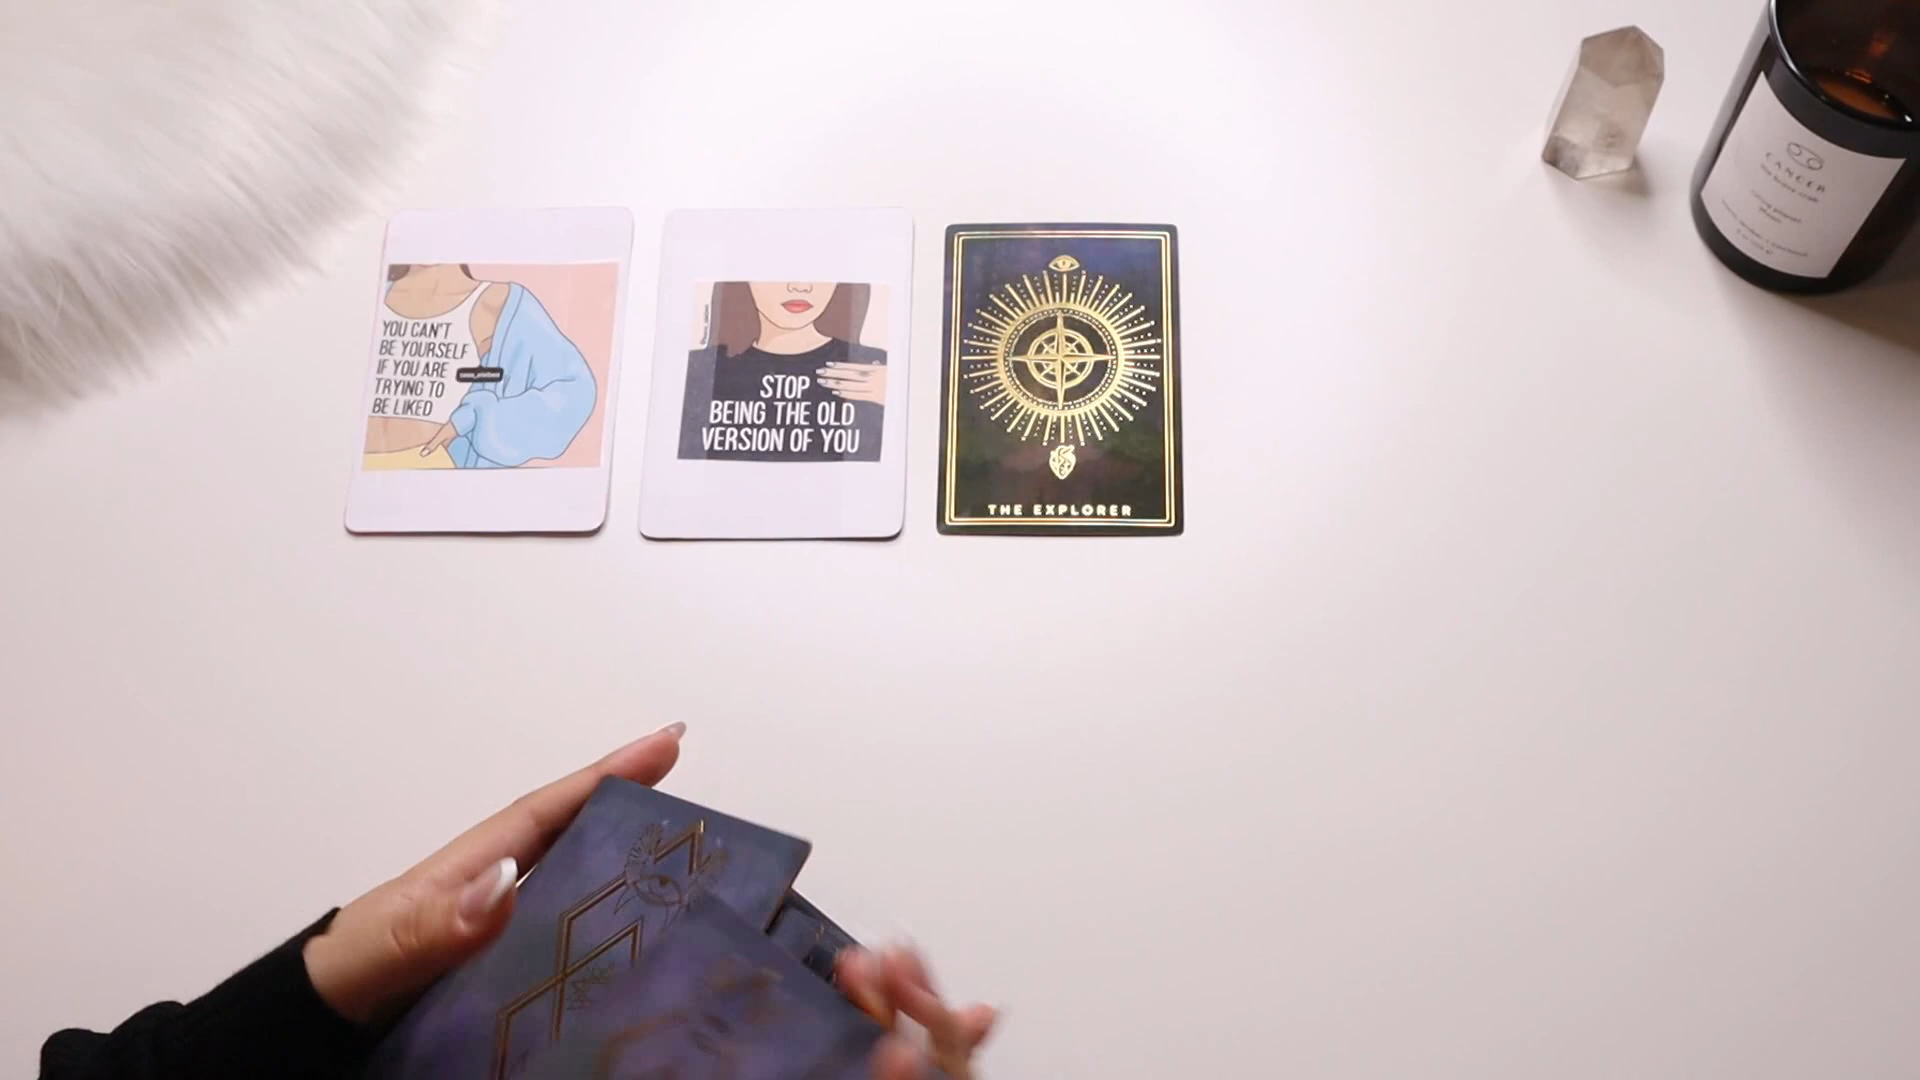 YOU CAN'T
BE YOURSELF
IF YOU ARE
TRYING TO
BE LIKED
STOP
BEING THE OLD
VERSION OF YOU
THE EXPLORER
CANCER